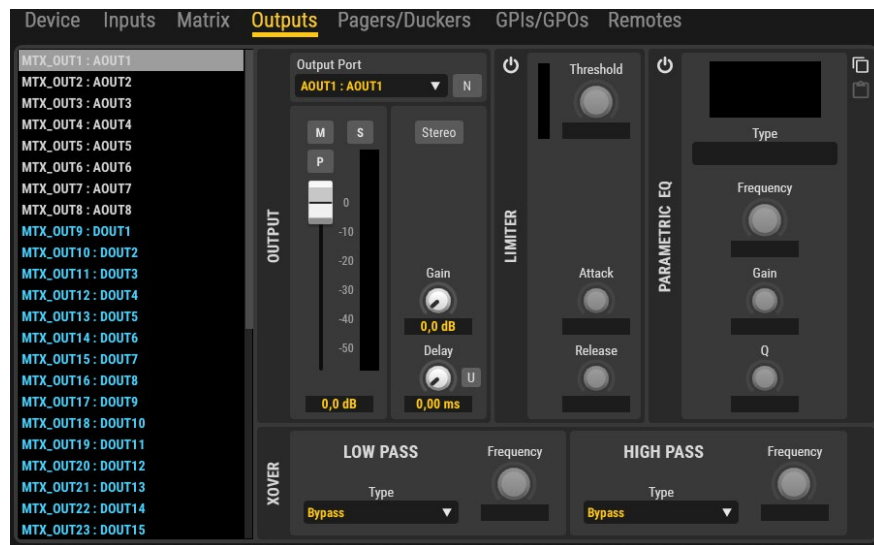 Device Inputs Matrix Outputs Pagers/Duckers GPIs/GPOs Remotes
MTX_OUT1 : AOUT1
MTX_OUT2 : AOUT2
MTX_OUT3 : AOUT3
MTX_OUT4 : AOUT4
MTX_OUT5 : AOUT5
MTX_OUT6 : AOUT6
MTX_OUT7 : AOUT7
MTX_OUT8 : AOUT8
MTX_OUT9 : DOUT1
MTX_OUT10 : DOUT2
MTX_OUT11 : DOUT3
MTX_OUT12 : DOUT4
MTX_OUT13 : DOUT5
MTX_OUT14 : DOUT6
MTX_OUT15 : DOUT7
MTX_OUT16 : DOUT8
MTX_OUT17 : DOUT9
MTX_OUT18 : DOUT10
MTX_OUT19 : DOUT11
MTX_OUT20 : DOUT12
MTX_OUT21 : DOUT13
MTX_OUT22 : DOUT14
MTX_OUT23 : DOUT15
OUTPUT
Output Port
AOUT1 : AOUT1
N
M S
P
0
-10
-20
-30
-40
-50
0,0 dB
Stereo
Gain
0,0 dB
Delay
U
0,00 ms
LIMITER
Threshold
Attack
Release
PARAMETRIC EQ
Type
Frequency
Gain
Q
XOVER
LOW PASS
Type
Bypass
Frequency
HIGH PASS
Type
Bypass
Frequency